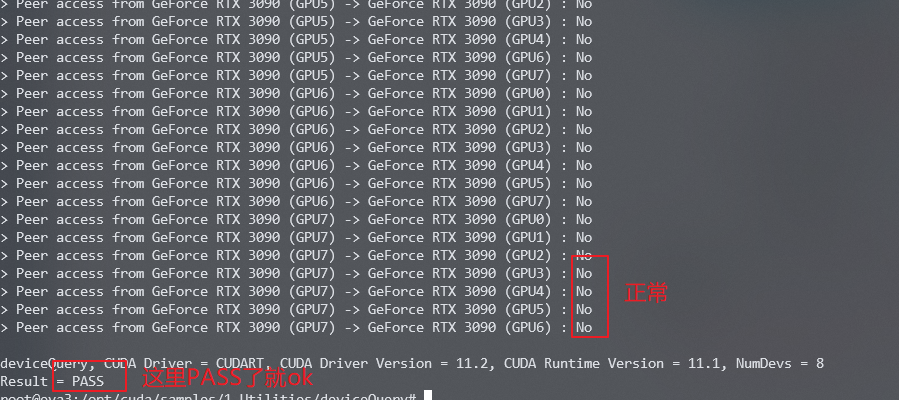 > Peer access from GeForce RTX 3090 (GPU5) -> GeForce RTX 3090 (GPU2) : No
> Peer access from GeForce RTX 3090 (GPU5) -> GeForce RTX 3090 (GPU3) : No
> Peer access from GeForce RTX 3090 (GPU5) -> GeForce RTX 3090 (GPU4) : No
> Peer access from GeForce RTX 3090 (GPU5) -> GeForce RTX 3090 (GPU6) : No
> Peer access from GeForce RTX 3090 (GPU5) -> GeForce RTX 3090 (GPU7) : No
> Peer access from GeForce RTX 3090 (GPU6) -> GeForce RTX 3090 (GPU0) : No
> Peer access from GeForce RTX 3090 (GPU6) -> GeForce RTX 3090 (GPU1) : No
> Peer access from GeForce RTX 3090 (GPU6) -> GeForce RTX 3090 (GPU2) : No
> Peer access from GeForce RTX 3090 (GPU6) -> GeForce RTX 3090 (GPU3) : No
> Peer access from GeForce RTX 3090 (GPU6) -> GeForce RTX 3090 (GPU4) : No
> Peer access from GeForce RTX 3090 (GPU6) -> GeForce RTX 3090 (GPU5) : No
> Peer access from GeForce RTX 3090 (GPU6) -> GeForce RTX 3090 (GPU7) : No
> Peer access from GeForce RTX 3090 (GPU7) -> GeForce RTX 3090 (GPU0) : No
> Peer access from GeForce RTX 3090 (GPU7) -> GeForce RTX 3090 (GPU1) : No
> Peer access from GeForce RTX 3090 (GPU7) -> GeForce RTX 3090 (GPU2) : No
> Peer access from GeForce RTX 3090 (GPU7) -> GeForce RTX 3090 (GPU3) : No
> Peer access from GeForce RTX 3090 (GPU7) -> GeForce RTX 3090 (GPU4) : No
正常
> Peer access from GeForce RTX 3090 (GPU7) -> GeForce RTX 3090 (GPU5) : No
> Peer access from GeForce RTX 3090 (GPU7) -> GeForce RTX 3090 (GPU6) : No
deviceQuery, CUDA Driver = CUDART, CUDA Driver Version = 11.2, CUDA Runtime Version = 11.1, NumDevs = 8
Result = PASS
这里PASS了就ok
root@ova3:/opt/cuda/samples/1_Utilities/deviceQuery#